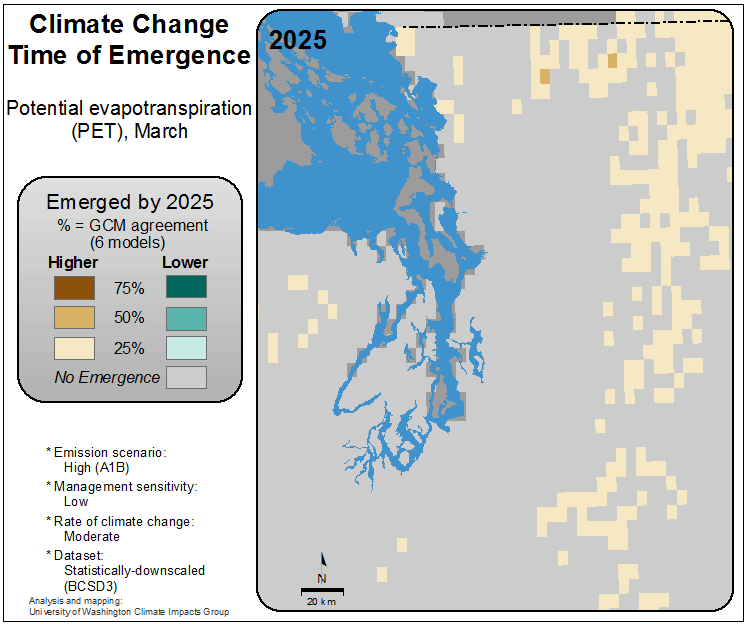 Climate Change
Time of Emergence
Potential evapotranspiration
(PET), March
Emerged by 2025
% = GCM agreement
(6 models)
Higher Lower
75%
50%
25%
No Emergence
* Emission scenario:
High (A1B)
* Management sensitivity:
Low
* Rate of climate change:
Moderate
* Dataset:
Statistically-downscaled
(BCSD3)
Analysis and mapping:
University of Washington Climate Impacts Group
2025
N
20 km